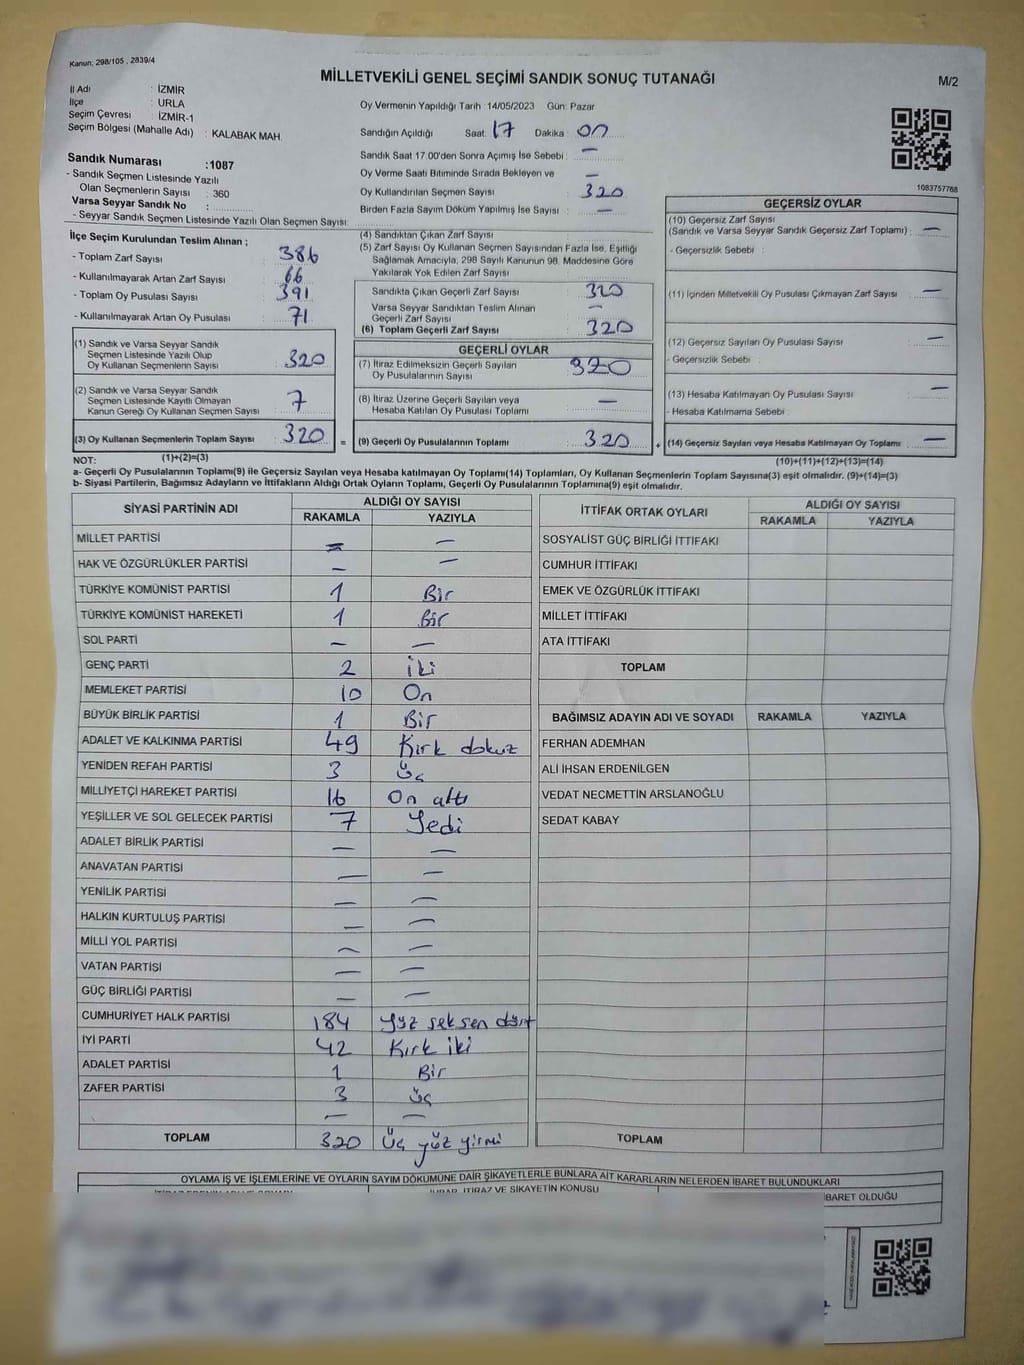 Kanun; 298/105 , 2839/4
MİLLETVEKİLİ GENEL SEÇİMİ SANDIK SONUÇ TUTANAĞI
M/2
İl Adı : İZMİR
İlçe : URLA
Seçim Çevresi : İZMİR-1
Seçim Bölgesi (Mahalle Adı) : KALABAK MAH.
Sandık Numarası : 1087
- Sandık Seçmen Listesinde Yazılı
Olan Seçmenlerin Sayısı : 360
Varsa Seyyar Sandık No :
- Seyyar Sandık Seçmen Listesinde Yazılı Olan Seçmen Sayısı:
Oy Vermenin Yapıldığı Tarih :14/05/2023 Gün: Pazar
Sandığın Açıldığı Saat: 17 Dakika: 00
Sandık Saat 17.00'den Sonra Açımış İse Sebebi : —
Oy Verme Saati Bitiminde Sırada Bekleyen ve : —
Oy Kullandırılan Seçmen Sayısı : 320
Birden Fazla Sayım Döküm Yapılmış İse Sayısı : —
1083757768
İlçe Seçim Kurulundan Teslim Alınan ;
- Toplam Zarf Sayısı : 386
- Kullanılmayarak Artan Zarf Sayısı : 66
- Toplam Oy Pusulası Sayısı : 391
- Kullanılmayarak Artan Oy Pusulası : 71
(1) Sandık ve Varsa Seyyar Sandık
Seçmen Listesinde Yazılı Olup
Oy Kullanan Seçmenlerin Sayısı : 320
(2) Sandık ve Varsa Seyyar Sandık
Seçmen Listesinde Kayıtlı Olmayan
Kanun Gereği Oy Kullanan Seçmen Sayısı : 7
(3) Oy Kullanan Seçmenlerin Toplam Sayısı : 320
(4) Sandıktan Çıkan Zarf Sayısı :
(5) Zarf Sayısı Oy Kullanan Seçmen Sayısından Fazla İse, Eşitliği
Sağlamak Amacıyla, 298 Sayılı Kanunun 98. Maddesine Göre
Yakılarak Yok Edilen Zarf Sayısı :
Sandıkta Çıkan Geçerli Zarf Sayısı : 320
Varsa Seyyar Sandıktan Teslim Alınan
Geçerli Zarf Sayısı : —
(6) Toplam Geçerli Zarf Sayısı : 320
GEÇERLİ OYLAR
(7) İtiraz Edilmeksizin Geçerli Sayılan
Oy Pusulalarının Sayısı : 320
(8) İtiraz Üzerine Geçerli Sayılan veya
Hesaba Katılan Oy Pusulası Toplamı : —
= (9) Geçerli Oy Pusulalarının Toplamı : 320 +
GEÇERSİZ OYLAR
(10) Geçersiz Zarf Sayısı
(Sandık ve Varsa Seyyar Sandık Geçersiz Zarf Toplamı) : —
- Geçersizlik Sebebi :
(11) İçinden Milletvekili Oy Pusulası Çıkmayan Zarf Sayısı : —
(12) Geçersiz Sayılan Oy Pusulası Sayısı : —
- Geçersizlik Sebebi :
(13) Hesaba Katılmayan Oy Pusulası Sayısı : —
- Hesaba Katılmama Sebebi :
(14) Geçersiz Sayılan veya Hesaba Katılmayan Oy Toplamı : —
NOT: (1)+(2)=(3) (10)+(11)+(12)+(13)=(14)
a- Geçerli Oy Pusulalarının Toplamı(9) ile Geçersiz Sayılan veya Hesaba katılmayan Oy Toplamı(14) Toplamları, Oy Kullanan Seçmenlerin Toplam Sayısına(3) eşit olmalıdır. (9)+(14)=(3)
b- Siyasi Partilerin, Bağımsız Adayların ve İttifakların Aldığı Ortak Oyların Toplamı, Geçerli Oy Pusulalarının Toplamına(9) eşit olmalıdır.
SİYASİ PARTİNİN ADI ALDIĞI OY SAYISI
RAKAMLA YAZIYLA
MİLLET PARTİSİ — —
HAK VE ÖZGÜRLÜKLER PARTİSİ — —
TÜRKİYE KOMÜNİST PARTİSİ 1 Bir
TÜRKİYE KOMÜNİST HAREKETİ 1 Bir
SOL PARTİ — —
GENÇ PARTİ 2 İki
MEMLEKET PARTİSİ 10 On
BÜYÜK BİRLİK PARTİSİ 1 Bir
ADALET VE KALKINMA PARTİSİ 49 Kırk dokuz
YENİDEN REFAH PARTİSİ 3 Üç
MİLLİYETÇİ HAREKET PARTİSİ 16 On altı
YEŞİLLER VE SOL GELECEK PARTİSİ 7 Yedi
ADALET BİRLİK PARTİSİ — —
ANAVATAN PARTİSİ — —
YENİLİK PARTİSİ — —
HALKIN KURTULUŞ PARTİSİ — —
MİLLİ YOL PARTİSİ — —
VATAN PARTİSİ — —
GÜÇ BİRLİĞİ PARTİSİ — —
CUMHURİYET HALK PARTİSİ 184 Yüz seksen dört
İYİ PARTİ 42 Kırk iki
ADALET PARTİSİ 1 Bir
ZAFER PARTİSİ 3 Üç
— —
TOPLAM 320 Üç yüz yirmi
İTTİFAK ORTAK OYLARI ALDIĞI OY SAYISI
RAKAMLA YAZIYLA
SOSYALİST GÜÇ BİRLİĞİ İTTİFAKI
CUMHUR İTTİFAKI
EMEK VE ÖZGÜRLÜK İTTİFAKI
MİLLET İTTİFAKI
ATA İTTİFAKI
TOPLAM
BAĞIMSIZ ADAYIN ADI VE SOYADI RAKAMLA YAZIYLA
FERHAN ADEMHAN
ALİ İHSAN ERDENİLGEN
VEDAT NECMETTİN ARSLANOĞLU
SEDAT KABAY
TOPLAM
OYLAMA İŞ VE İŞLEMLERİNE VE OYLARIN SAYIM DÖKÜMÜNE DAİR ŞİKAYETLERLE BUNLARA AİT KARARLARIN NELERDEN İBARET BULUNDUKLARI
İTİRAZ VE ŞİKAYETİN KONUSU
İBARET OLDUĞU